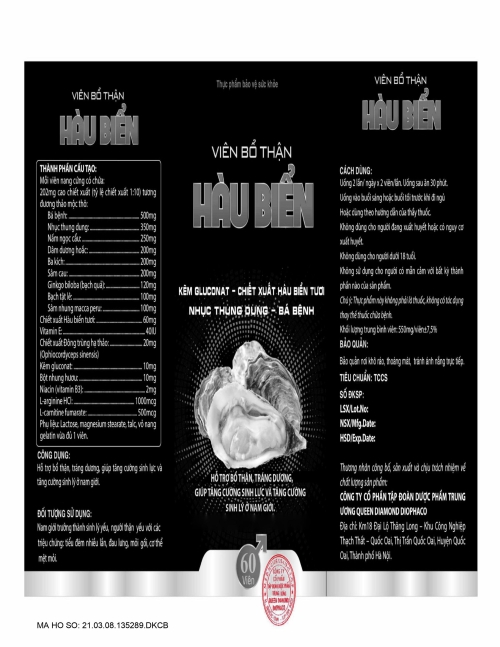 VIÊN BỔ THẬN
HÀU BIỂN
THÀNH PHẦN CẤU TẠO:
Mỗi viên nang cứng có chứa:
202mg cao chiết xuất (tỷ lệ chiết xuất 1:10) tương
đương thảo mộc thô:
Bá bệnh: 500mg
Nhục thung dung: 350mg
Nấm ngọc cẩu: 250mg
Dâm dương hoắc: 200mg
Ba kích: 200mg
Sâm cau: 200mg
Ginkgo biloba (bạch quả): 120mg
Bạch tật lê: 100mg
Sâm nhung macca peru: 100mg
Chiết xuất Hàu biển tươi: 60mg
Vitamin E: 40IU
Chiết xuất Đông trùng hạ thảo: 20mg
(Ophiocordyceps sinensis)
Kẽm gluconat: 10mg
Bột nhung hươu: 10mg
Niacin (vitamin B3): 2mg
L-arginine HCl: 1000mcg
L-carnitine fumarate: 500mcg
Phụ liệu: Lactose, magnesium stearate, talc, vỏ nang
gelatin vừa đủ 1 viên.
CÔNG DỤNG:
Hỗ trợ bổ thận, tráng dương, giúp tăng cường sinh lực và
tăng cường sinh lý ở nam giới.
ĐỐI TƯỢNG SỬ DỤNG:
Nam giới trưởng thành sinh lý yếu, người thận yếu với các
triệu chứng: tiểu đêm nhiều lần, đau lưng, mỏi gối, cơ thể
mệt mỏi.
Thực phẩm bảo vệ sức khỏe
VIÊN BỔ THẬN
HÀU BIỂN
KẼM GLUCONAT - CHIẾT XUẤT HÀU BIỂN TƯƠI
NHỤC THUNG DUNG - BÁ BỆNH
HỖ TRỢ BỔ THẬN, TRÁNG DƯƠNG,
GIÚP TĂNG CƯỜNG SINH LỰC VÀ TĂNG CƯỜNG
SINH LÝ Ở NAM GIỚI.
60
Viên
CÔNG TY
CỔ PHẦN
TẬP ĐOÀN DƯỢC PHẨM
TRUNG ƯƠNG
QUEEN DIAMOND
DIOPHACO
VIÊN BỔ THẬN
HÀU BIỂN
CÁCH DÙNG:
Uống 2 lần/ ngày x 2 viên/lần. Uống sau ăn 30 phút.
Uống vào buổi sáng hoặc buổi tối trước khi đi ngủ
Hoặc dùng theo hướng dẫn của thầy thuốc.
Không dùng cho người đang xuất huyết hoặc có nguy cơ
xuất huyết.
Không dùng cho người dưới 18 tuổi.
Không sử dụng cho người có mẫn cảm với bất kỳ thành
phần nào của sản phẩm.
Chú ý: Thực phẩm này không phải là thuốc, không có tác dụng
thay thế thuốc chữa bệnh.
Khối lượng trung bình viên: 550mg/viên±7,5%
BẢO QUẢN:
Bảo quản nơi khô ráo, thoáng mát, tránh ánh nắng trực tiếp.
TIÊU CHUẨN: TCCS
SỐ ĐKSP:
LSX/Lot.No:
NSX/Mfg.Date:
HSD/Exp.Date:
Thương nhân công bố, sản xuất và chịu trách nhiệm về
chất lượng sản phẩm:
CÔNG TY CỔ PHẦN TẬP ĐOÀN DƯỢC PHẨM TRUNG
ƯƠNG QUEEN DIAMOND DIOPHACO
Địa chỉ: Km18 Đại Lộ Thăng Long – Khu Công Nghiệp
Thạch Thất – Quốc Oai, Thị Trấn Quốc Oai, Huyện Quốc
Oai, Thành phố Hà Nội.
MA HO SO: 21.03.08.135289.DKCB